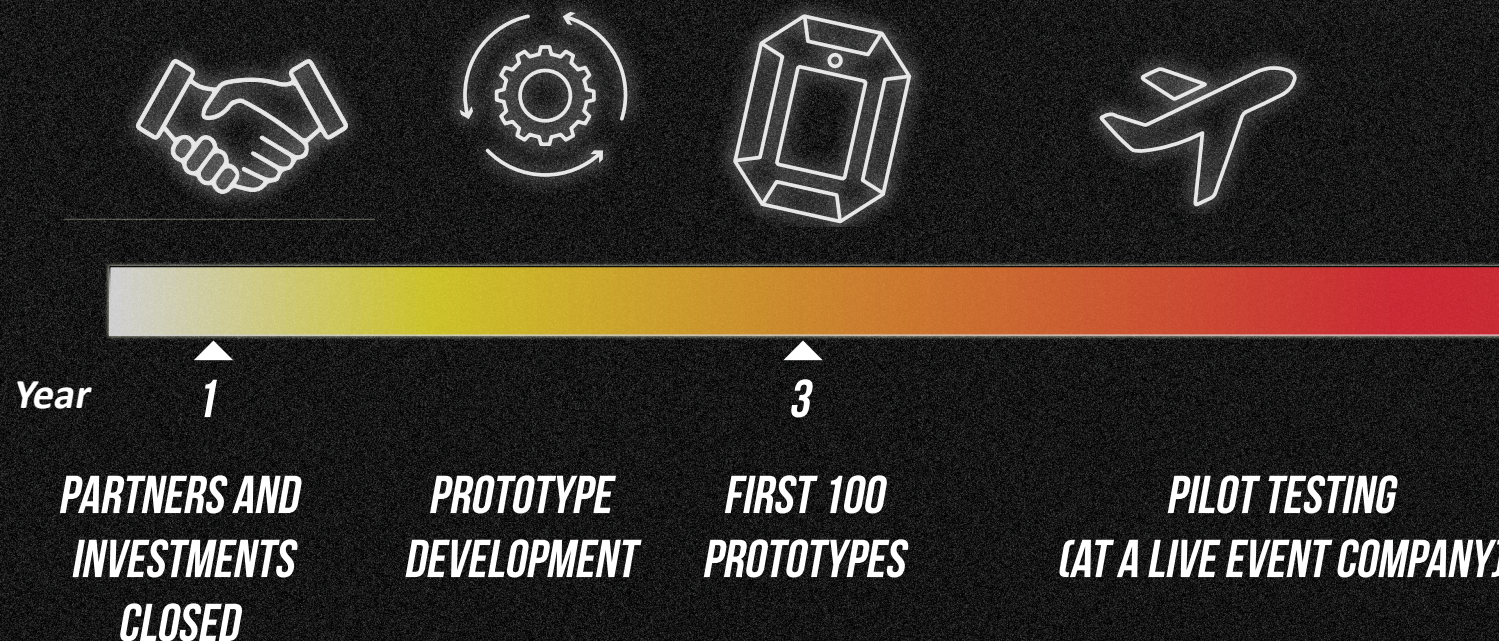 Year
1
3
PARTNERS AND
INVESTMENTS
CLOSED
PROTOTYPE
DEVELOPMENT
FIRST 100
PROTOTYPES
PILOT TESTING
(AT A LIVE EVENT COMPANY)